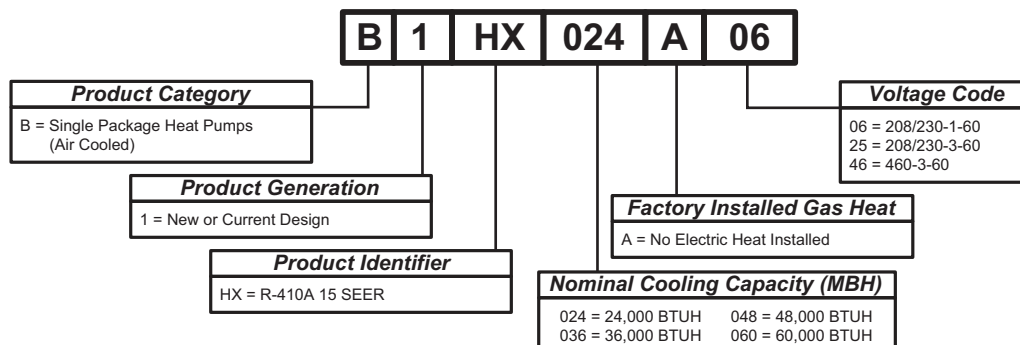 B 1 HX 024 A 06
Product Category
B = Single Package Heat Pumps
(Air Cooled)
Voltage Code
06 = 208/230-1-60
25 = 208/230-3-60
46 = 460-3-60
Product Generation
1 = New or Current Design
Factory Installed Gas Heat
A = No Electric Heat Installed
Product Identifier
HX = R-410A 15 SEER
Nominal Cooling Capacity (MBH)
024 = 24,000 BTUH 048 = 48,000 BTUH
036 = 36,000 BTUH 060 = 60,000 BTUH